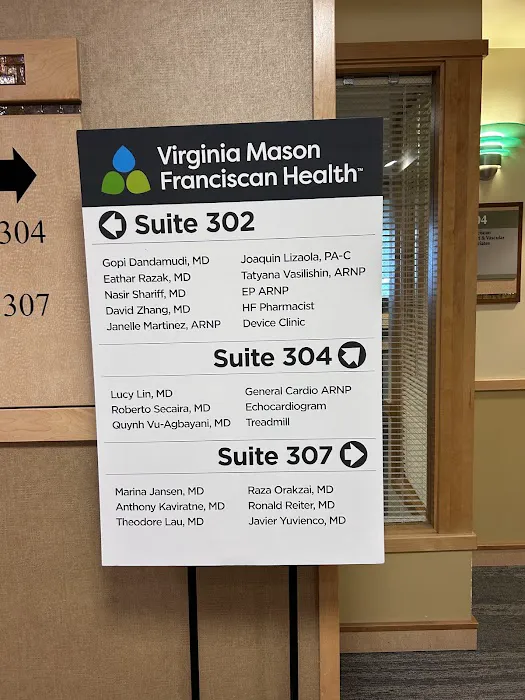 304
307
Virginia Mason
Franciscan Health™
Suite 302
Gopi Dandamudi, MD
Eathar Razak, MD
Nasir Shariff, MD
David Zhang, MD
Janelle Martinez, ARNP
Joaquin Lizaola, PA-C
Tatyana Vasilishin, ARNP
EP ARNP
HF Pharmacist
Device Clinic
Suite 304
Lucy Lin, MD
Roberto Secaira, MD
Quynh Vu-Agbayani, MD
General Cardio ARNP
Echocardiogram
Treadmill
Suite 307
Marina Jansen, MD
Anthony Kaviratne, MD
Theodore Lau, MD
Raza Orakzai, MD
Ronald Reiter, MD
Javier Yuvienco, MD
04
& Vascular